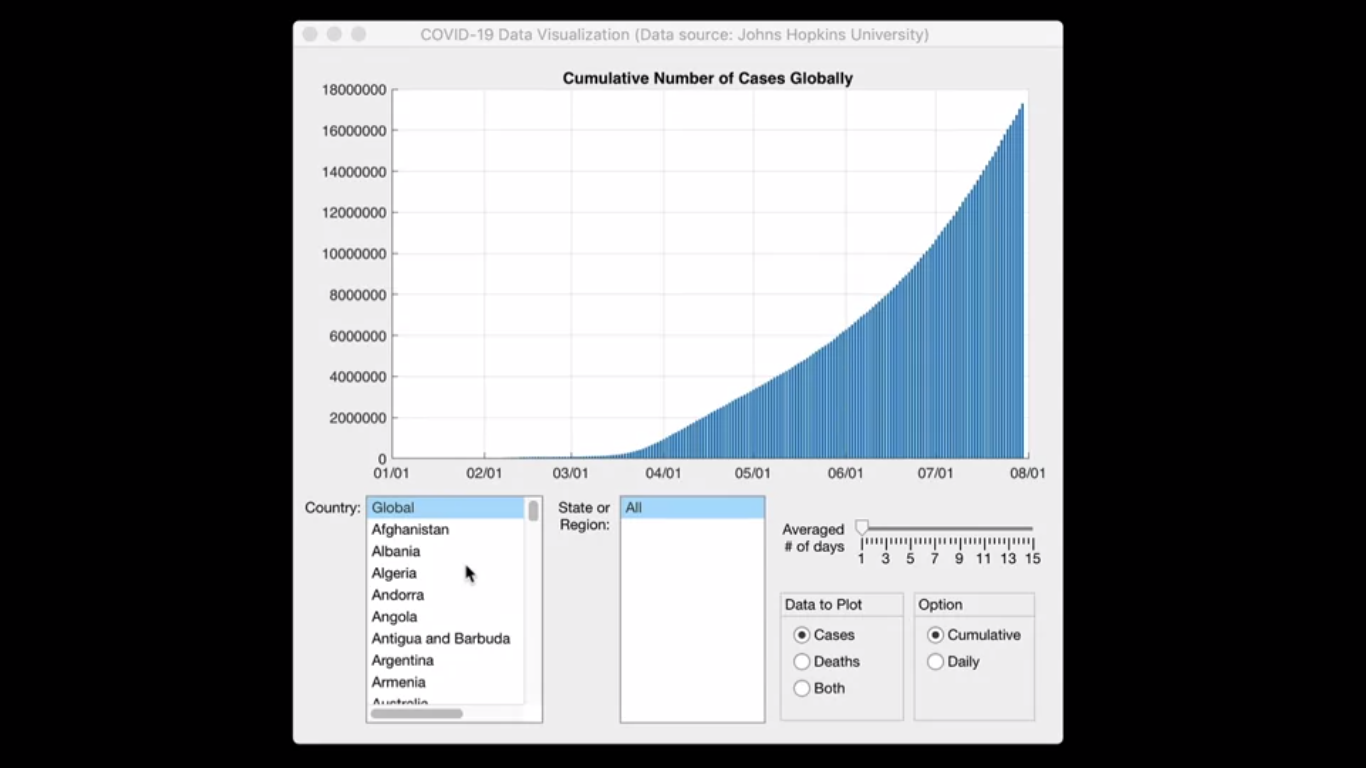 COVID-19 Data Visualization (Data source: Johns Hopkins University)
Cumulative Number of Cases Globally
18000000
16000000
14000000
12000000
10000000
8000000
6000000
4000000
2000000
0
01/01 02/01 03/01 04/01 05/01 06/01 07/01 08/01
Country:
Global
Afghanistan
Albania
Algeria
Andorra
Angola
Antigua and Barbuda
Argentina
Armenia
Australia
State or
Region:
All
Averaged
# of days
1 3 5 7 9 11 13 15
Data to Plot
Cases
Deaths
Both
Option
Cumulative
Daily